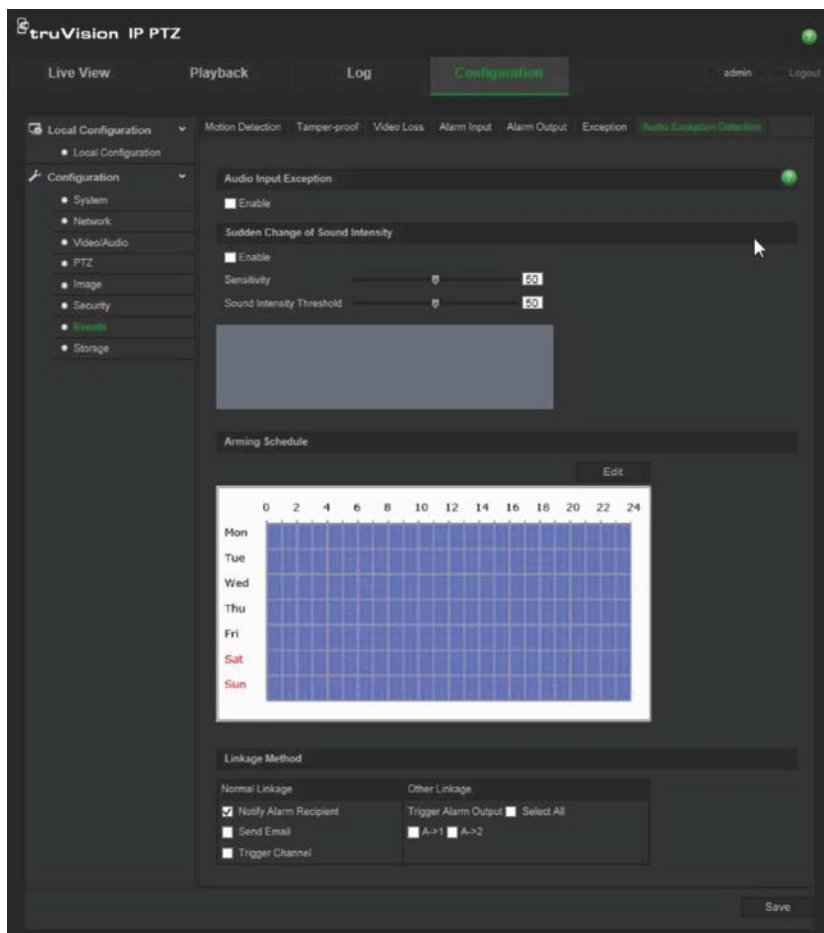 truVision IP PTZ
Live View Playback Log Configuration admin Logout
Local Configuration
Local Configuration
Configuration
System
Network
Video/Audio
PTZ
Image
Security
Events
Storage
Motion Detection Tamper-proof Video Loss Alarm Input Alarm Output Exception Audio Exception Detection
Audio Input Exception
Enable
Sudden Change of Sound Intensity
Enable
Sensitivity 50
Sound Intensity Threshold 50
Arming Schedule
Edit
0 2 4 6 8 10 12 14 16 18 20 22 24
Mon
Tue
Wed
Thu
Fri
Sat
Sun
Linkage Method
Normal Linkage Other Linkage
Notify Alarm Recipient Trigger Alarm Output Select All
Send Email A->1 A->2
Trigger Channel
Save